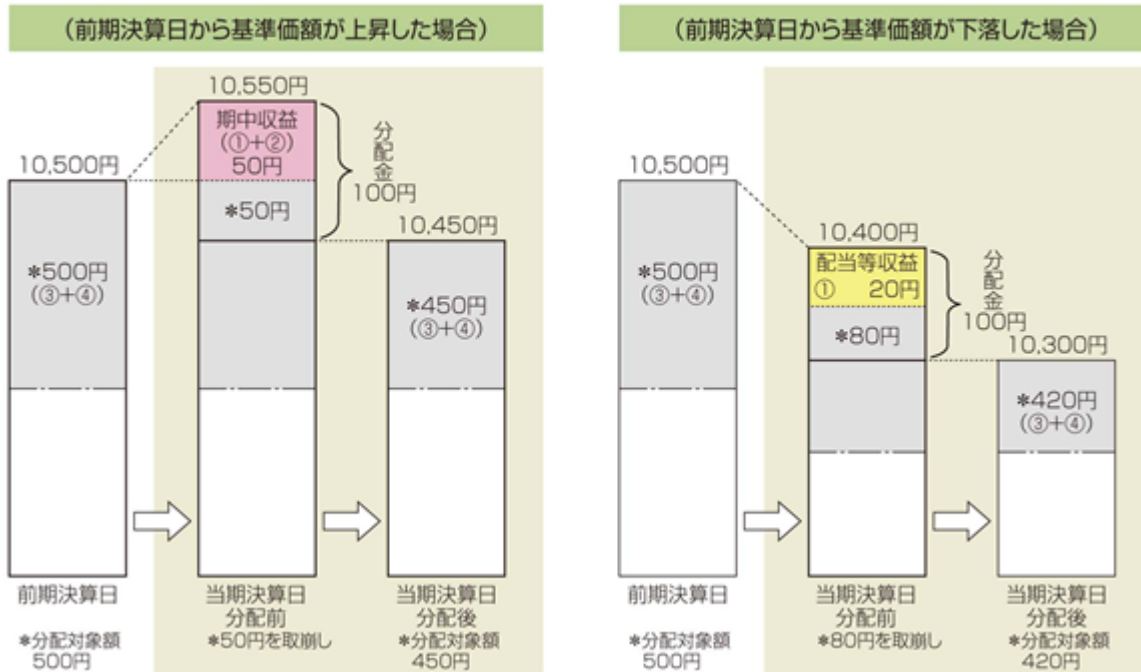 (前期決算日から基準価額が上昇した場合)
10,550円
期中収益
(①+②)
50円
*50円
分配金
100円
10,500円
*500円
(③+④)
10,450円
*450円
(③+④)
前期決算日
*分配対象額
500円
当期決算日
分配前
*50円を取崩し
当期決算日
分配後
*分配対象額
450円
(前期決算日から基準価額が下落した場合)
10,500円
*500円
(③+④)
10,400円
配当等収益
① 20円
*80円
分配金
100円
10,300円
*420円
(③+④)
前期決算日
*分配対象額
500円
当期決算日
分配前
*80円を取崩し
当期決算日
分配後
*分配対象額
420円